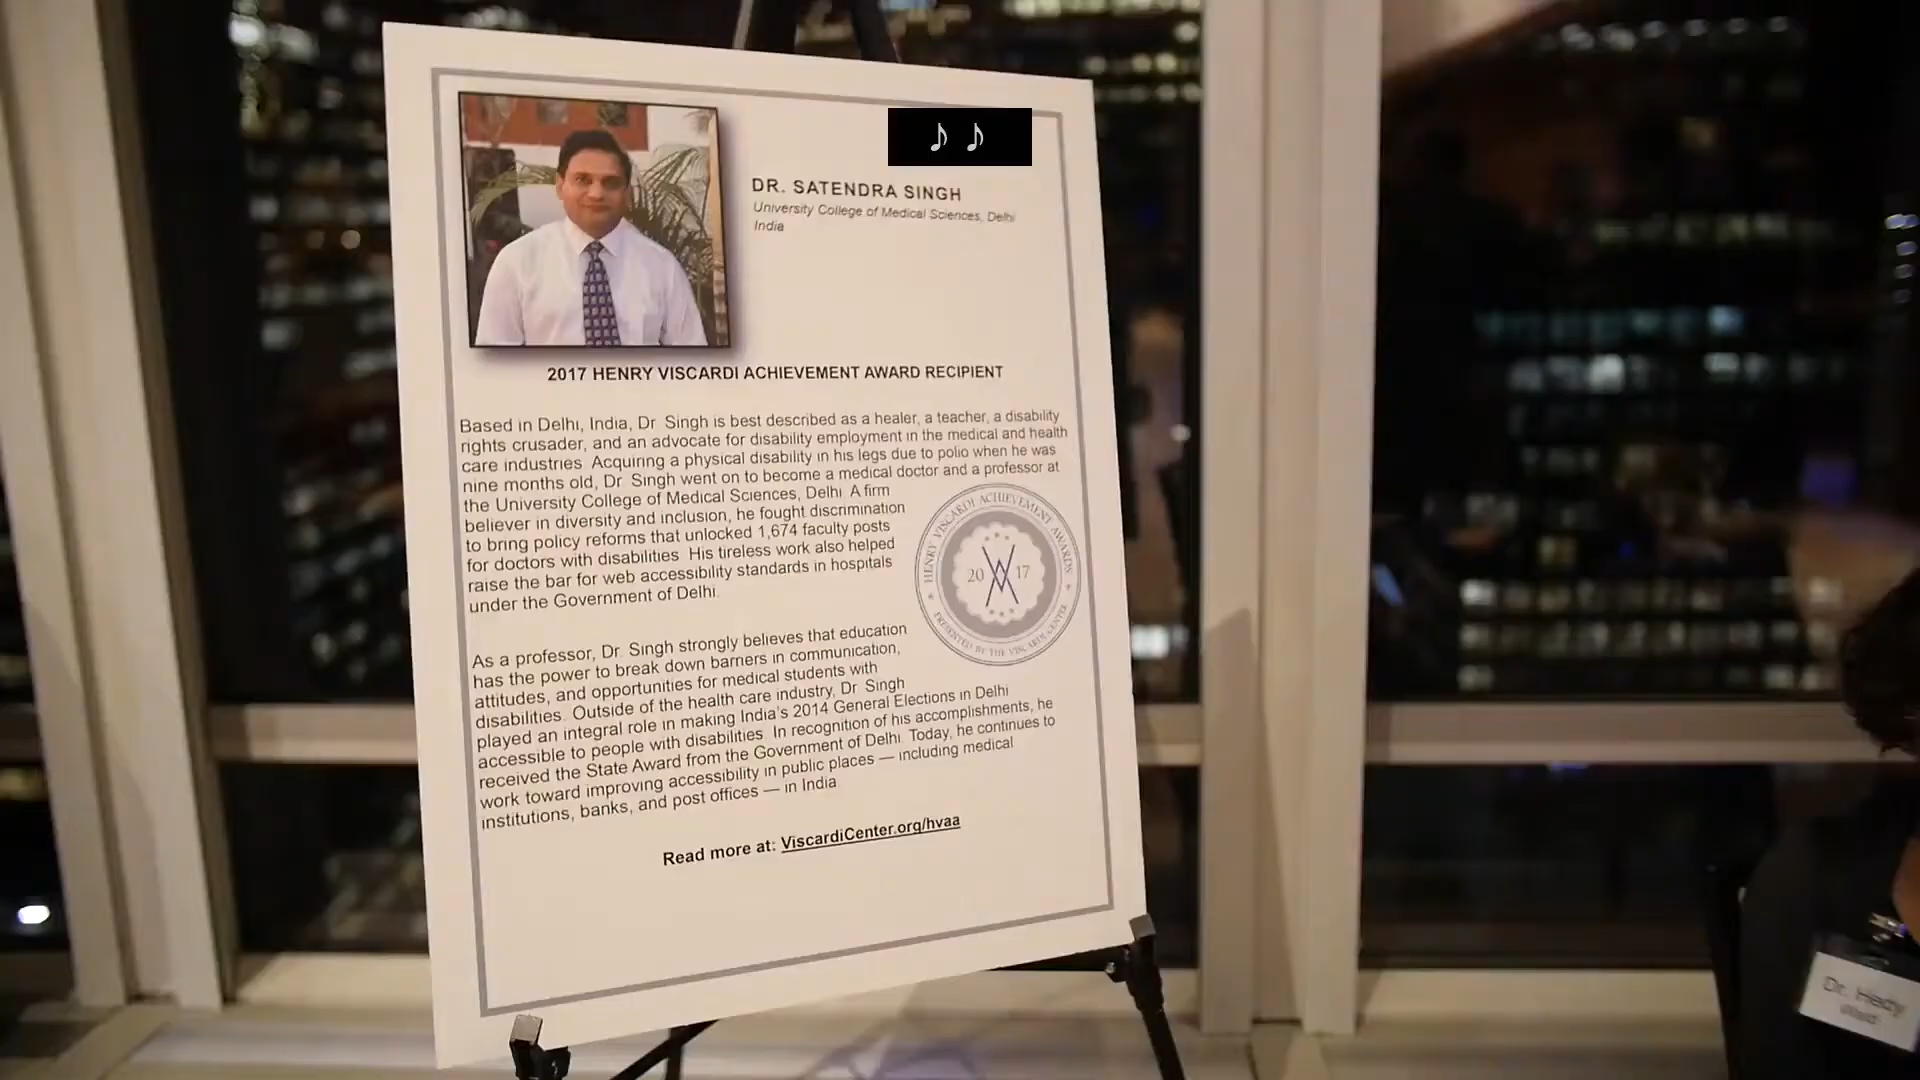 ♪ ♪
DR. SATENDRA SINGH
University College of Medical Sciences, Delhi
India
2017 HENRY VISCARDI ACHIEVEMENT AWARD RECIPIENT
Based in Delhi, India, Dr. Singh is best described as a healer, a teacher, a disability
rights crusader, and an advocate for disability employment in the medical and health
care industries. Acquiring a physical disability in his legs due to polio when he was
nine months old, Dr. Singh went on to become a medical doctor and a professor at
the University College of Medical Sciences, Delhi. A firm
believer in diversity and inclusion, he fought discrimination
to bring policy reforms that unlocked 1,674 faculty posts
for doctors with disabilities. His tireless work also helped
raise the bar for web accessibility standards in hospitals
under the Government of Delhi.
HENRY VISCARDI ACHIEVEMENT AWARDS
20 17
PRESENTED BY THE VISCARDI CENTER
As a professor, Dr. Singh strongly believes that education
has the power to break down barriers in communication,
attitudes, and opportunities for medical students with
disabilities. Outside of the health care industry, Dr. Singh
played an integral role in making India's 2014 General Elections in Delhi
accessible to people with disabilities. In recognition of his accomplishments, he
received the State Award from the Government of Delhi. Today, he continues to
work toward improving accessibility in public places — including medical
institutions, banks, and post offices — in India.
Read more at: ViscardiCenter.org/hvaa
Dr. Hedy